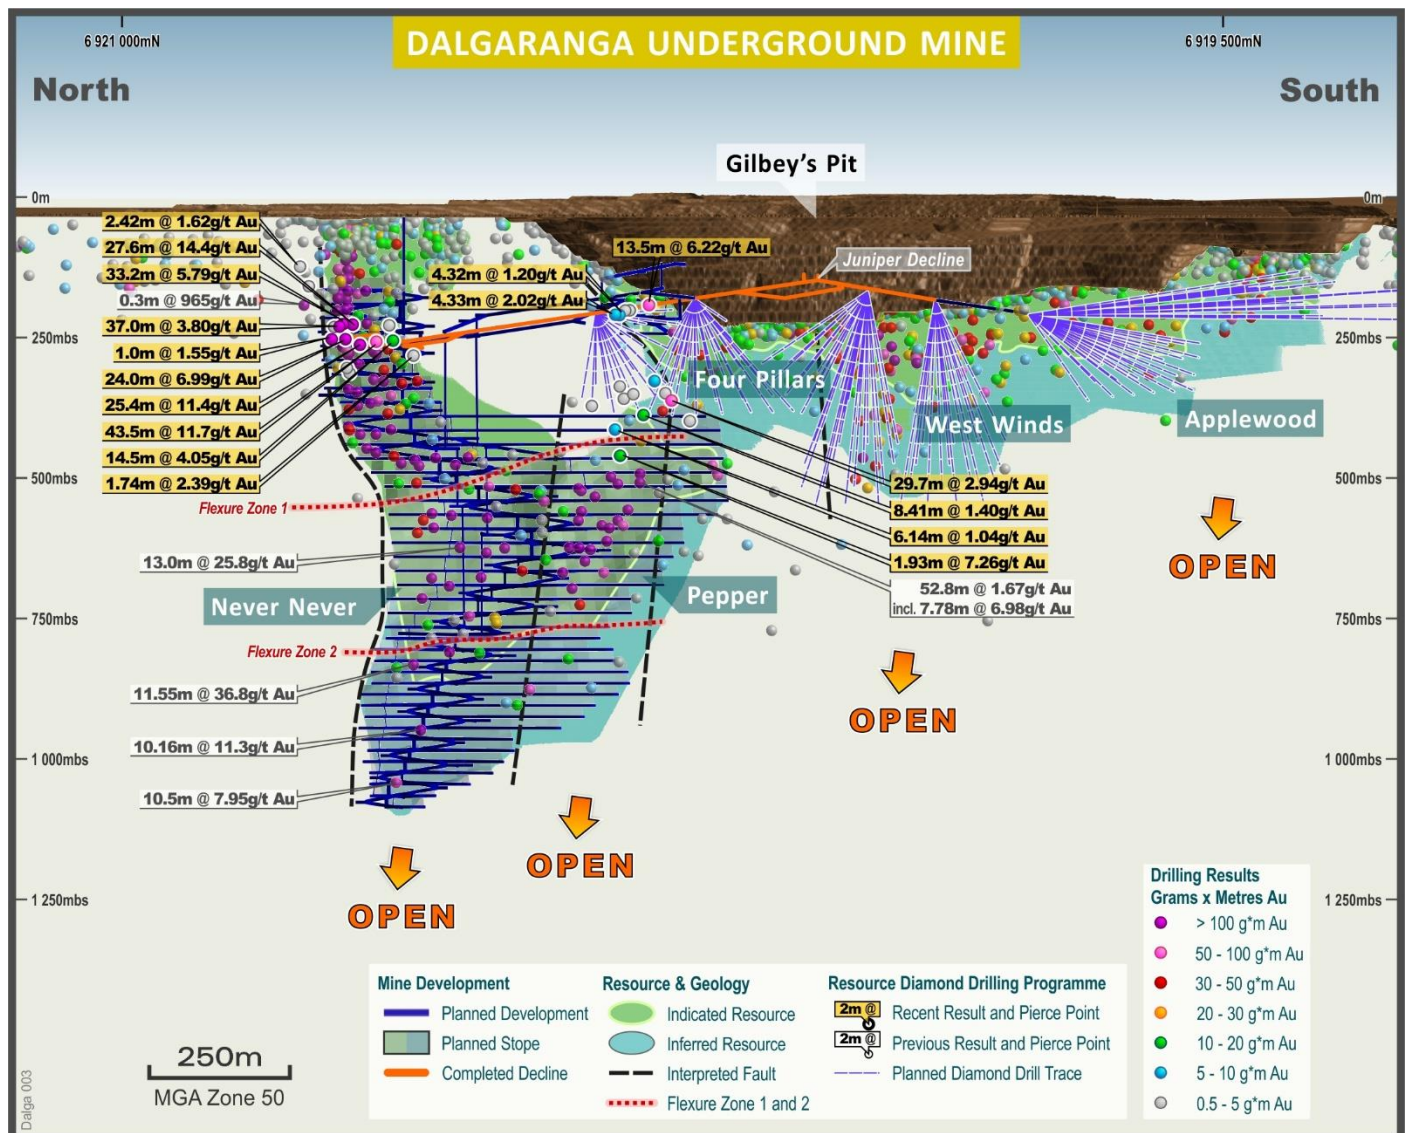 6 921 000mN
DALGARANGA UNDERGROUND MINE
6 919 500mN
North
South
Gilbey's Pit
0m
0m
2.42m @ 1.62g/t Au
27.6m @ 14.4g/t Au
33.2m @ 5.79g/t Au
0.3m @ 965g/t Au
37.0m @ 3.80g/t Au
1.0m @ 1.55g/t Au
24.0m @ 6.99g/t Au
25.4m @ 11.4g/t Au
43.5m @ 11.7g/t Au
14.5m @ 4.05g/t Au
1.74m @ 2.39g/t Au
13.5m @ 6.22g/t Au
4.32m @ 1.20g/t Au
4.33m @ 2.02g/t Au
Juniper Decline
250mbs
250mbs
Four Pillars
West Winds
Applewood
500mbs
500mbs
29.7m @ 2.94g/t Au
8.41m @ 1.40g/t Au
6.14m @ 1.04g/t Au
1.93m @ 7.26g/t Au
52.8m @ 1.67g/t Au
incl. 7.78m @ 6.98g/t Au
Flexure Zone 1
13.0m @ 25.8g/t Au
Never Never
Pepper
OPEN
750mbs
750mbs
Flexure Zone 2
11.55m @ 36.8g/t Au
OPEN
10.16m @ 11.3g/t Au
1 000mbs
1 000mbs
10.5m @ 7.95g/t Au
OPEN
OPEN
1 250mbs
1 250mbs
Mine Development
Planned Development
Planned Stope
Completed Decline
Resource & Geology
Indicated Resource
Inferred Resource
Interpreted Fault
Flexure Zone 1 and 2
Resource Diamond Drilling Programme
2m @
Recent Result and Pierce Point
2m @
Previous Result and Pierce Point
Planned Diamond Drill Trace
Drilling Results
Grams x Metres Au
> 100 g*m Au
50 - 100 g*m Au
30 - 50 g*m Au
20 - 30 g*m Au
10 - 20 g*m Au
5 - 10 g*m Au
0.5 - 5 g*m Au
250m
MGA Zone 50
Dalga 003